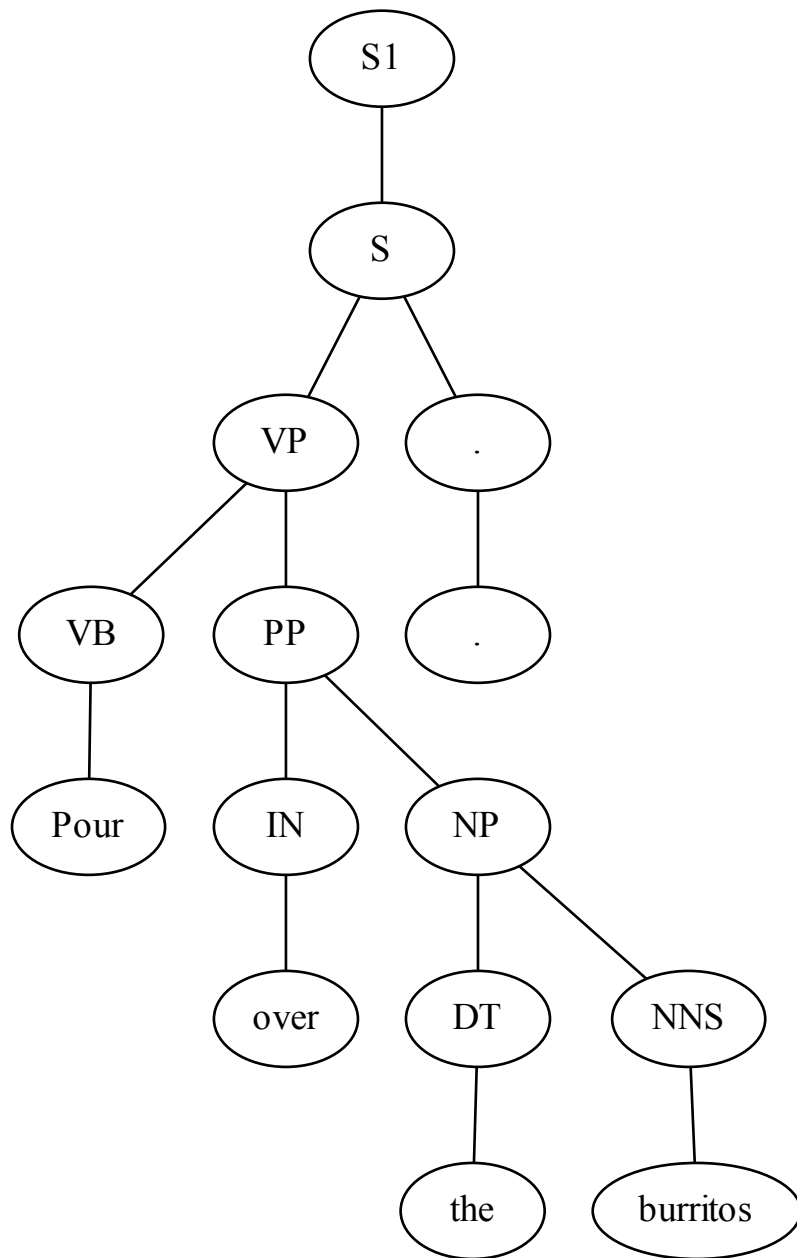 S1
S
VP .
VB PP .
Pour IN NP
over DT NNS
the burritos